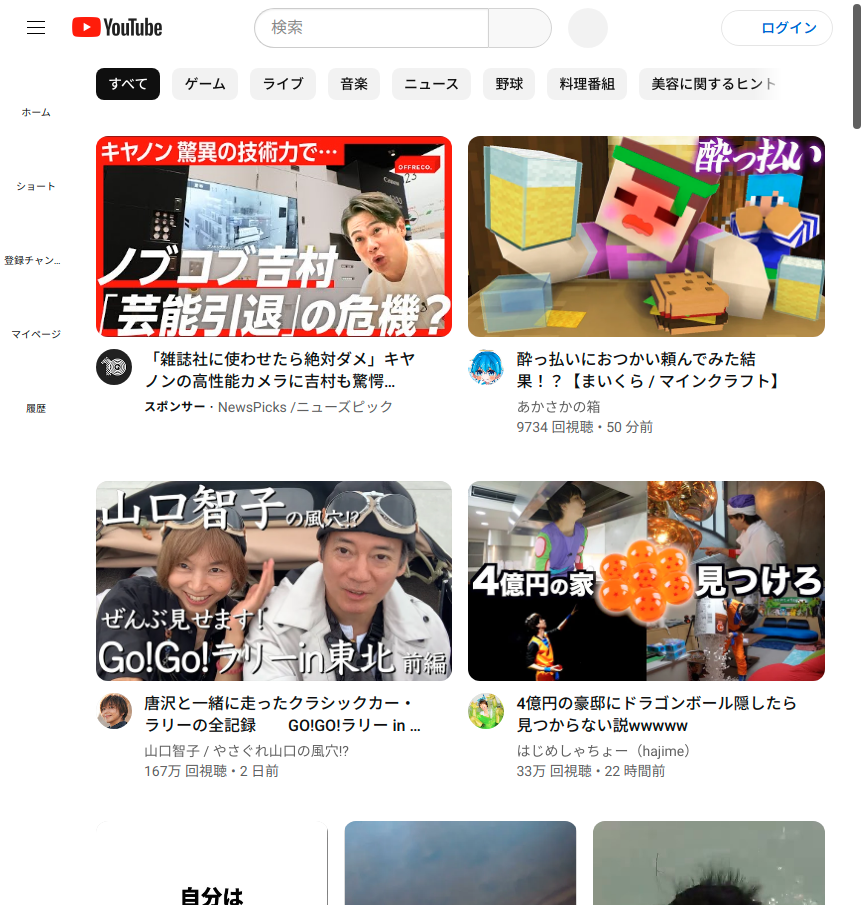 YouTube
検索
ログイン
すべて
ゲーム
ライブ
音楽
ニュース
野球
料理番組
美容に関するヒント
ホーム
ショート
登録チャン…
マイページ
履歴
キヤノン 驚異の技術力で…
OFFRECO.
Canon
ノブコブ吉村
「芸能引退」の危機？
酔っ払い
「雑誌社に使わせたら絶対ダメ」キヤ
ノンの高性能カメラに吉村も驚愕…
スポンサー・NewsPicks /ニューズピック
酔っ払いにおつかい頼んでみた結
果！？【まいくら / マインクラフト】
あかさかの箱
9734 回視聴・50 分前
山口智子の風穴!?
ぜんぶ見せます！
Go!Go!ラリーin東北 前編
4億円の家
見つけろ
唐沢と一緒に走ったクラシックカー・
ラリーの全記録　　GO!GO!ラリー in ...
山口智子 / やさぐれ山口の風穴!?
167万 回視聴・2 日前
4億円の豪邸にドラゴンボール隠したら
見つからない説wwwww
はじめしゃちょー（hajime）
33万 回視聴・22 時間前
自分は